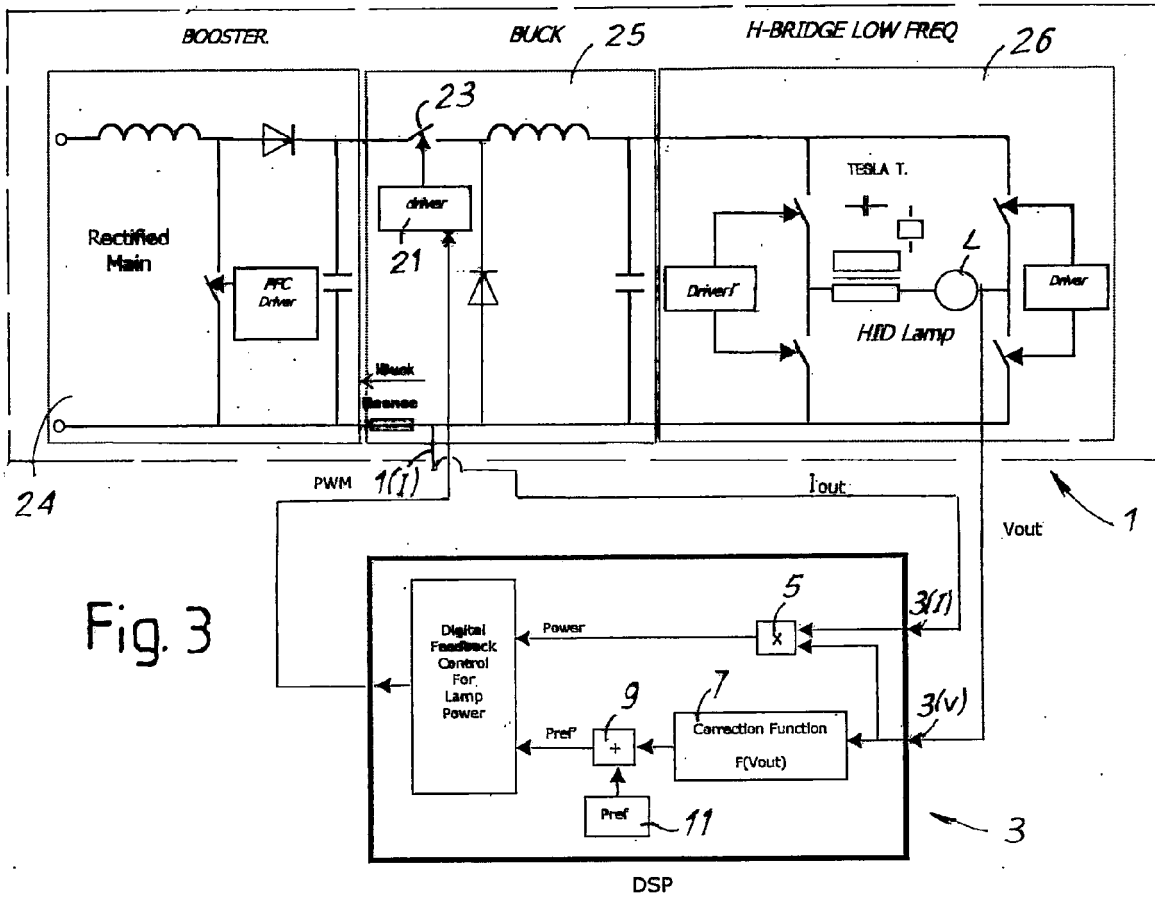 BOOSTER.
BUCK
25
H-BRIDGE LOW FREQ
26
23
TESLA T.
driver
21
Rectified
Main
PFC
Driver
L
Driver
HID Lamp
Driver
24
PWM
1(I)
Iout
1
Vout
Fig. 3
Digital
Feedback
Control
For
Lamp
Power
Power
5
X
3(I)
7
9
3(v)
Correction Function
F(Vout)
Pref'
+
Pref
11
3
DSP